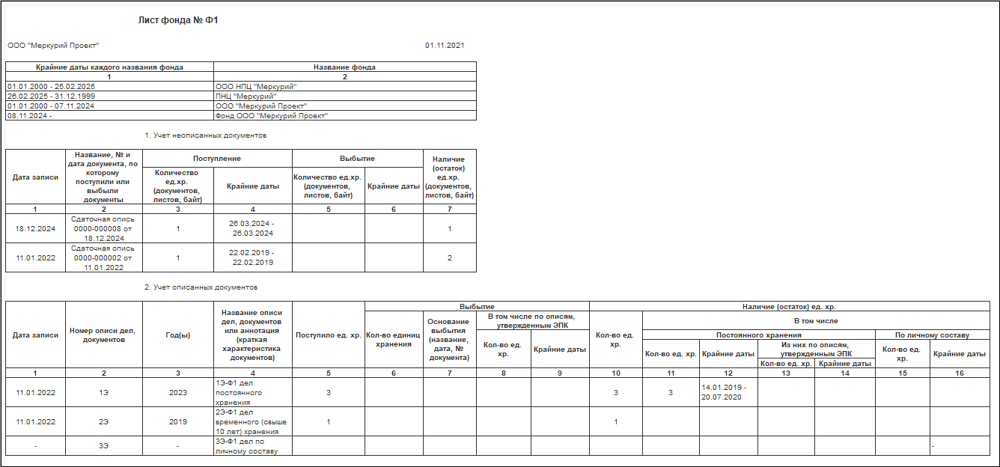 Лист фонда № Ф1
ООО "Меркурий Проект" 01.11.2021
Крайние даты каждого названия фонда Название фонда
1 2
01.01.2000 - 25.02.2025 ООО НПЦ "Меркурий"
26.02.2025 - 31.12.1999 ПНЦ "Меркурий"
01.01.2000 - 07.11.2024 ООО "Меркурий Проект"
08.11.2024 - Фонд ООО "Меркурий Проект"
1. Учет неописанных документов
Дата записи
Название, № и
дата документа, по
которому
поступили или
выбыли
документы
Поступление
Количество
ед.хр.
(документов,
листов, байт)
Крайние даты
Выбытие
Количество ед.хр.
(документов,
листов, байт)
Крайние даты
Наличие
(остаток)
ед.хр.
(документов,
листов, байт)
1 2 3 4 5 6 7
18.12.2024
Сдаточная опись
0000-000008 от
18.12.2024
1
26.03.2024 -
26.03.2024
1
11.01.2022
Сдаточная опись
0000-000002 от
11.01.2022
1
22.02.2019 -
22.02.2019
2
2. Учет описанных документов
Дата записи
Номер описи дел,
документов
Год(ы)
Название описи
дел, документов
или аннотация
(краткая
характеристика
документов)
Поступило ед. хр.
Выбытие
Кол-во единиц
хранения
Основание
выбытия
(название,
дата, №
документа)
В том числе по описям,
утвержденным ЭПК
Кол-во ед.
хр.
Крайние даты
Наличие (остаток) ед. хр.
Кол-во ед.
хр.
В том числе
Постоянного хранения
Кол-во ед. хр.
Крайние даты
Из них по описям,
утвержденным ЭПК
Кол-во ед. хр. Крайние даты
По личному составу
Кол-во ед.
хр.
Крайние даты
1 2 3 4 5 6 7 8 9 10 11 12 13 14 15 16
11.01.2022
1Э
2023
1Э-Ф1 дел
постоянного
хранения
3
3
3
14.01.2019 -
20.07.2020
11.01.2022
2Э
2019
2Э-Ф1 дел
временного (свыше
10 лет) хранения
1
1
-
3Э
-
3Э-Ф1 дел по
личному составу
-